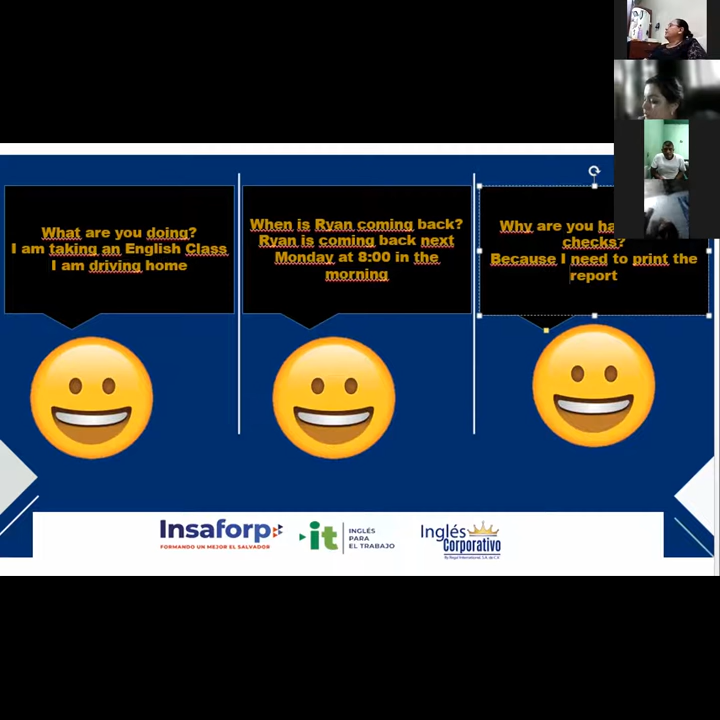 What are you doing?
I am taking an English Class
I am driving home
When is Ryan coming back?
Ryan is coming back next
Monday at 8:00 in the
morning
Why are you
checks?
Because I need to print the
report
Insaforp
FORMANDO UN MEJOR EL SALVADOR
it
INGLÉS
PARA
EL TRABAJO
Inglés
Corporativo